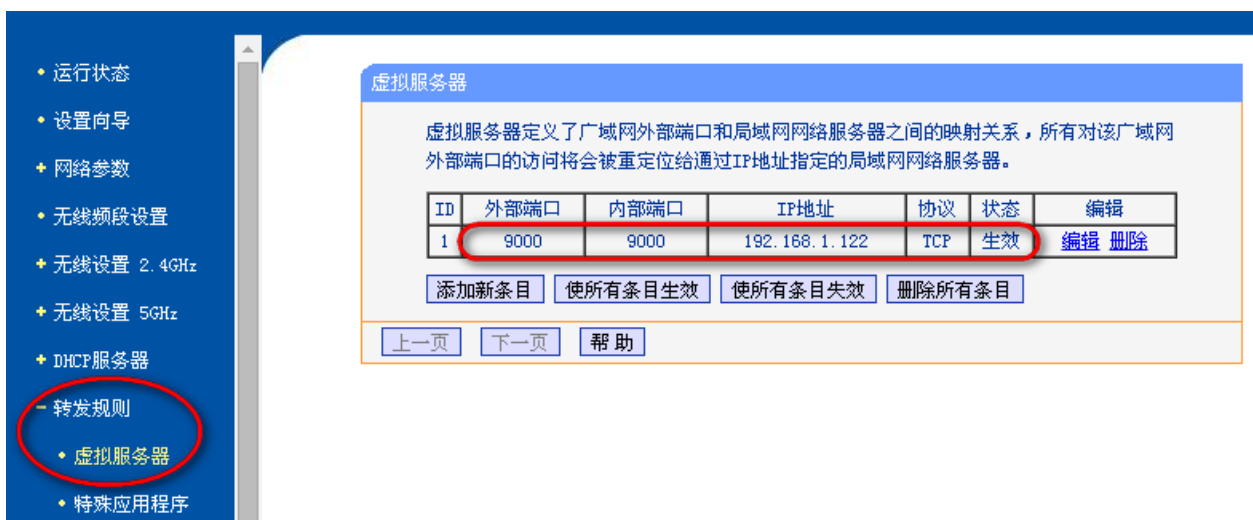 运行状态
设置向导
网络参数
无线频段设置
无线设置 2.4GHz
无线设置 5GHz
DHCP服务器
转发规则
虚拟服务器
特殊应用程序
虚拟服务器
虚拟服务器定义了广域网外部端口和局域网网络服务器之间的映射关系，所有对该广域网
外部端口的访问将会被重定位给通过IP地址指定的局域网网络服务器。
ID 外部端口 内部端口 IP地址 协议 状态 编辑
1 9000 9000 192.168.1.122 TCP 生效 编辑 删除
添加新条目 使所有条目生效 使所有条目失效 删除所有条目
上一页 下一页 帮 助